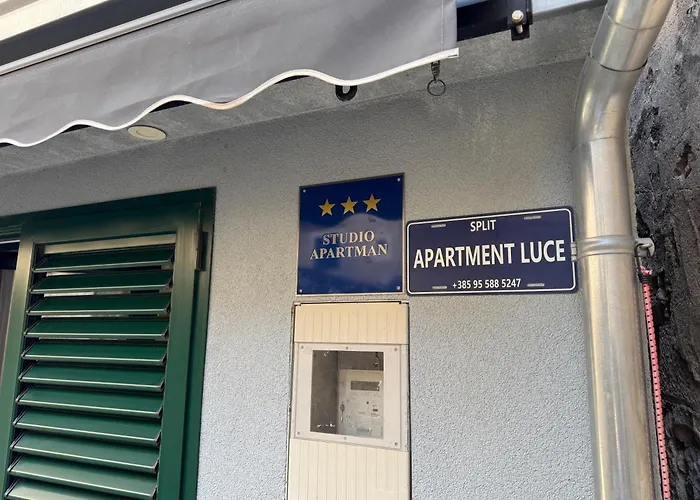 STUDIO
APARTMAN
SPLIT
APARTMENT LUCE
+385 95 588 5247